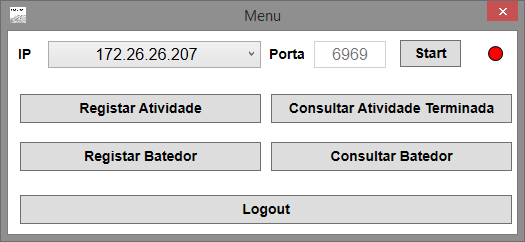 Menu
IP 172.26.26.207 Porta 6969 Start
Registar Atividade Consultar Atividade Terminada
Registar Batedor Consultar Batedor
Logout